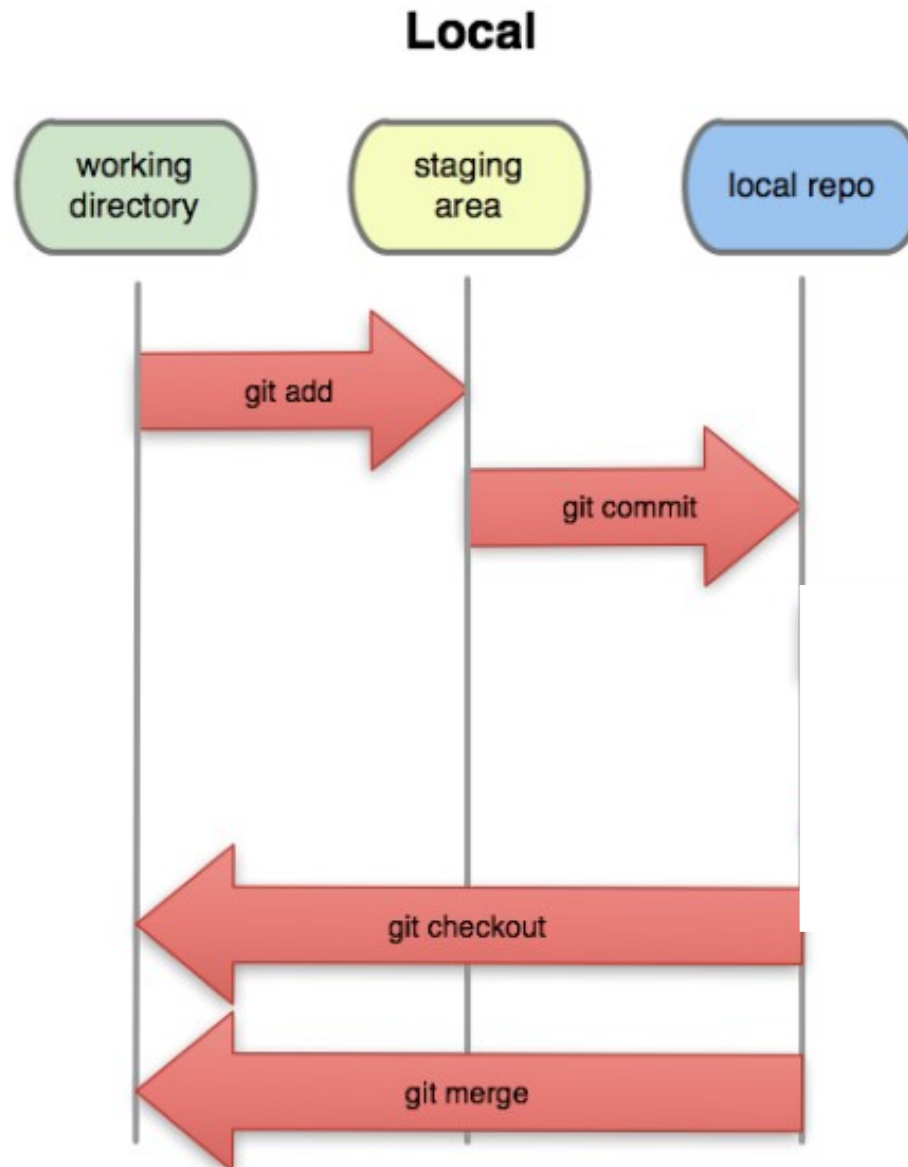 Local
working
directory
staging
area
local repo
git add
git commit
git checkout
git merge